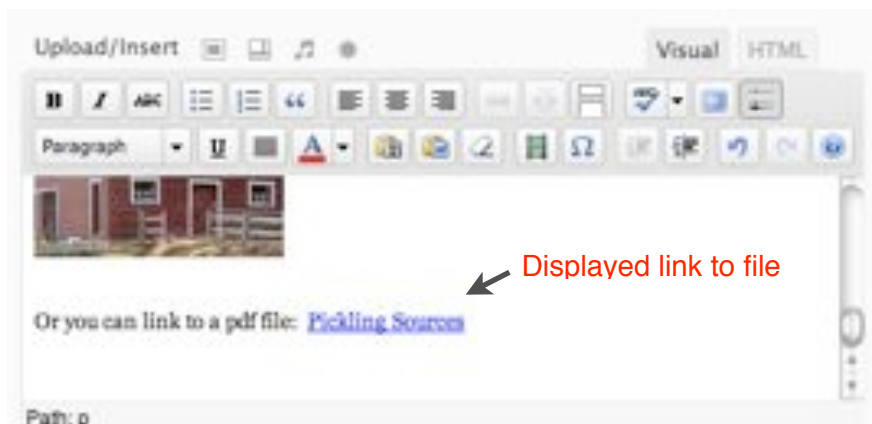 Upload/Insert Visual HTML
B I ABC “ ABC
Paragraph U A Ω
Displayed link to file
Or you can link to a pdf file: Pickling Sources
Path: p